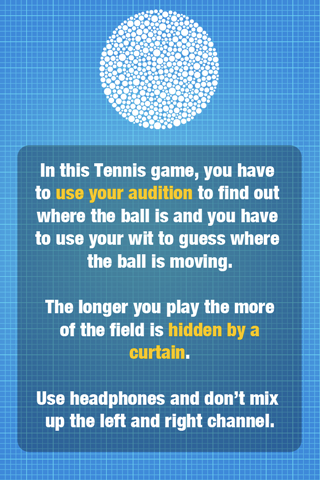 In this Tennis game, you have
to use your audition to find out
where the ball is and you have
to use your wit to guess where
the ball is moving.
The longer you play the more
of the field is hidden by a
curtain.
Use headphones and don't mix
up the left and right channel.